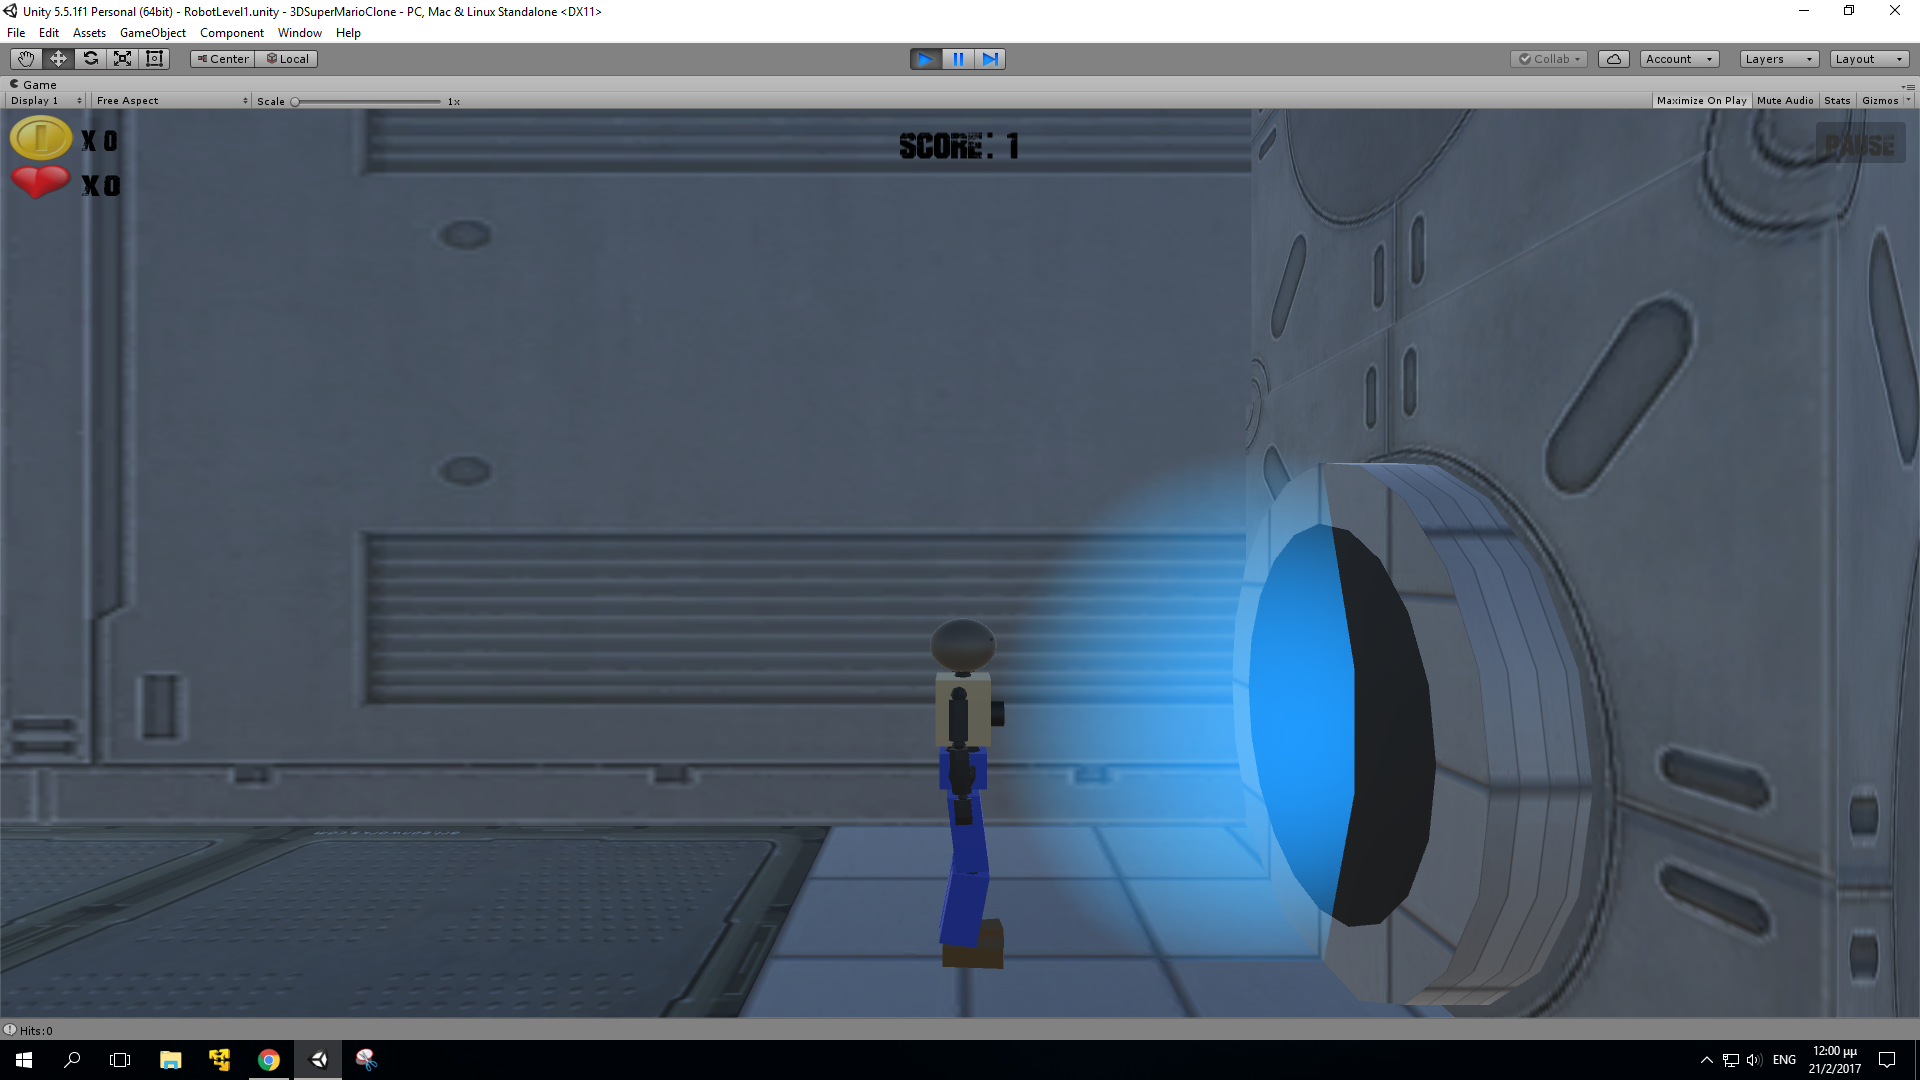 Unity 5.5.1f1 Personal (64bit) - RobotLevel1.unity - 3DSuperMarioClone - PC, Mac & Linux Standalone <DX11>
File Edit Assets GameObject Component Window Help
Center Local Collab Account Layers Layout
Game
Display 1 Free Aspect Scale 1x Maximize On Play Mute Audio Stats Gizmos
X 0 SCORE: 1 PAUSE
X 0
Hits:0
ENG 12:00 μμ
21/2/2017